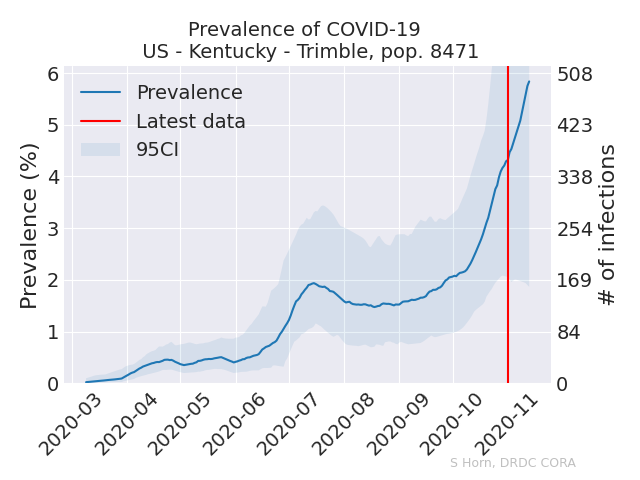 Prevalence of COVID-19
US - Kentucky - Trimble, pop. 8471
Prevalence
Latest data
95CI
Prevalence (%)
6
5
4
3
2
1
0
508
423
338
254
169
84
0
# of infections
2020-03
2020-04
2020-05
2020-06
2020-07
2020-08
2020-09
2020-10
2020-11
S Horn, DRDC CORA